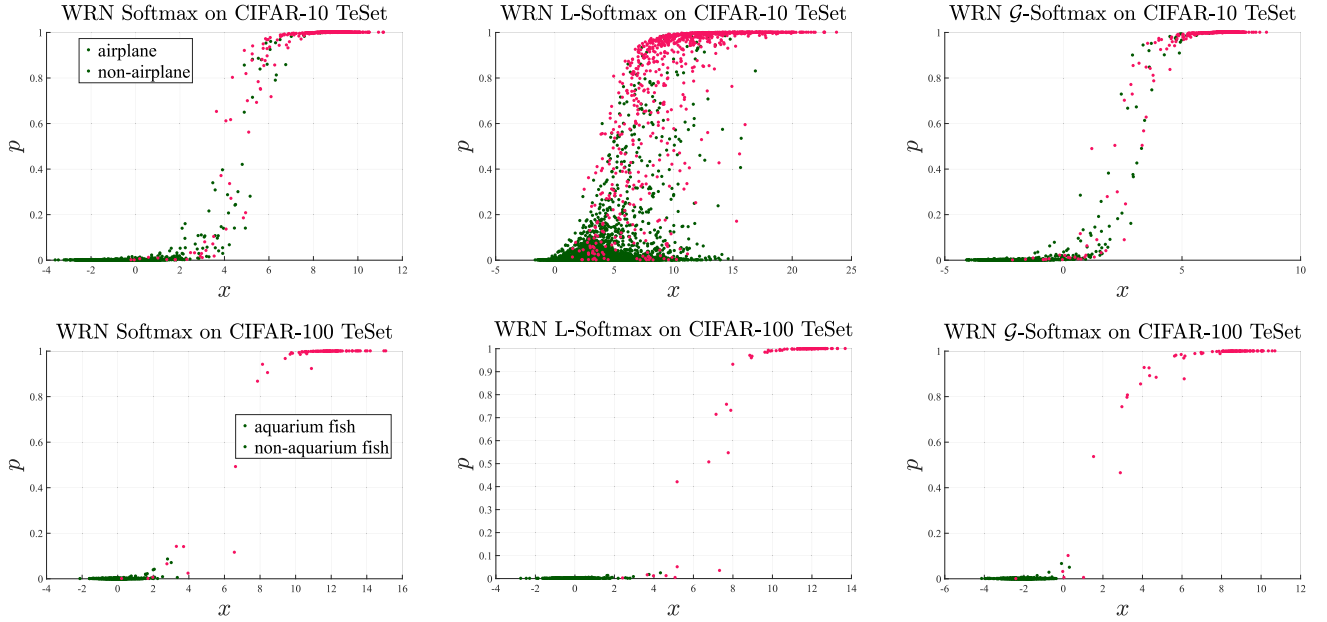 WRN Softmax on CIFAR-10 TeSet
1
0.8
0.6
0.4
0.2
0
p
airplane
non-airplane
-4 -2 0 2 4 6 8 10 12
x
WRN L-Softmax on CIFAR-10 TeSet
1
0.8
0.6
0.4
0.2
0
p
-5 0 5 10 15 20 25
x
WRN 𝒢-Softmax on CIFAR-10 TeSet
1
0.8
0.6
0.4
0.2
0
p
-5 0 5 10
x
WRN Softmax on CIFAR-100 TeSet
1
0.8
0.6
0.4
0.2
0
p
aquarium fish
non-aquarium fish
-4 -2 0 2 4 6 8 10 12 14 16
x
WRN L-Softmax on CIFAR-100 TeSet
1
0.9
0.8
0.7
0.6
0.5
0.4
0.3
0.2
0.1
0
p
-4 -2 0 2 4 6 8 10 12 14
x
WRN 𝒢-Softmax on CIFAR-100 TeSet
1
0.8
0.6
0.4
0.2
0
p
-6 -4 -2 0 2 4 6 8 10 12
x